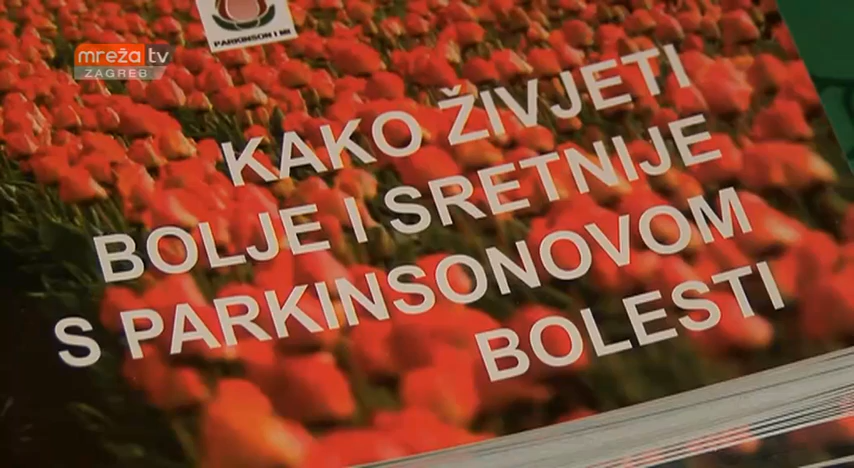 PARKINSON I MI
mreža tv
ZAGREB
KAKO ŽIVJETI
BOLJE I SRETNIJE
S PARKINSONOVOM
BOLESTI